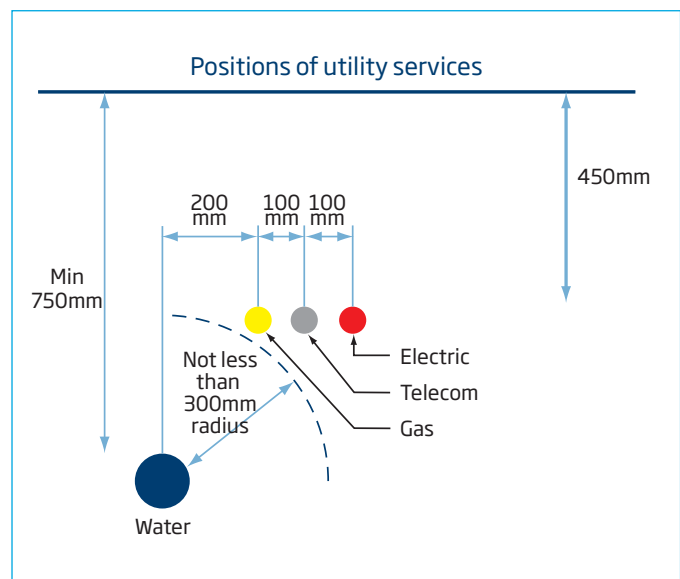 Positions of utility services
450mm
200
mm
100
mm
100
mm
Min
750mm
Not less
than
300mm
radius
Electric
Telecom
Gas
Water